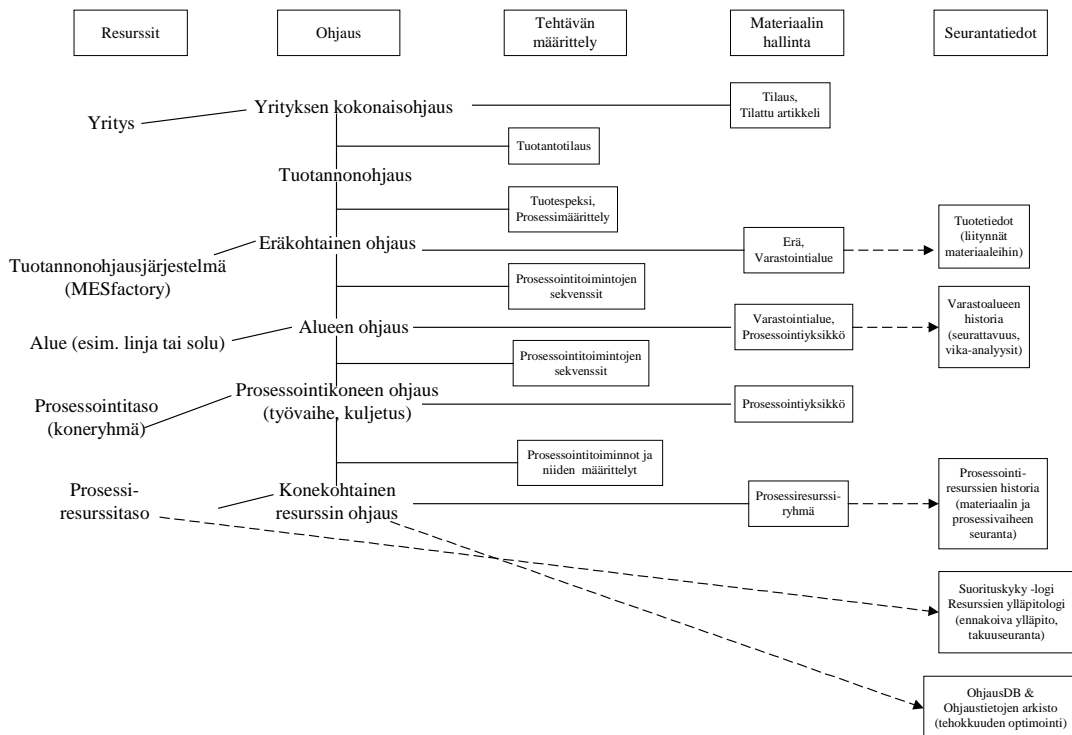 Resurssit
Ohjaus
Tehtävän
määrittely
Materiaalin
hallinta
Seurantatiedot
Yritys
Yrityksen kokonaisohjaus
Tilaus,
Tilattu artikkeli
Tuotantotilaus
Tuotannonohjaus
Tuotespeksi,
Prosessimäärittely
Tuotannonohjausjärjestelmä
(MESfactory)
Eräkohtainen ohjaus
Erä,
Varastointialue
Tuotetiedot
(liitynnät
materiaaleihin)
Prosessointitoimintojen
sekvenssit
Alue (esim. linja tai solu)
Alueen ohjaus
Varastointialue,
Prosessointiyksikkö
Varastoalueen
historia
(seurattavuus,
vika-analyysit)
Prosessointitoimintojen
sekvenssit
Prosessointitaso
(koneryhmä)
Prosessointikoneen ohjaus
(työvaihe, kuljetus)
Prosessointiyksikkö
Prosessointitoiminnot ja
niiden määrittelyt
Prosessi-
resurssitaso
Konekohtainen
resurssin ohjaus
Prosessiresurssi-
ryhmä
Prosessointi-
resurssien historia
(materiaalin ja
prosessivaiheen
seuranta)
Suorituskyky -logi
Resurssien ylläpitologi
(ennakoiva ylläpito,
takuuseuranta)
OhjausDB &
Ohjaustietojen arkisto
(tehokkuuden optimointi)